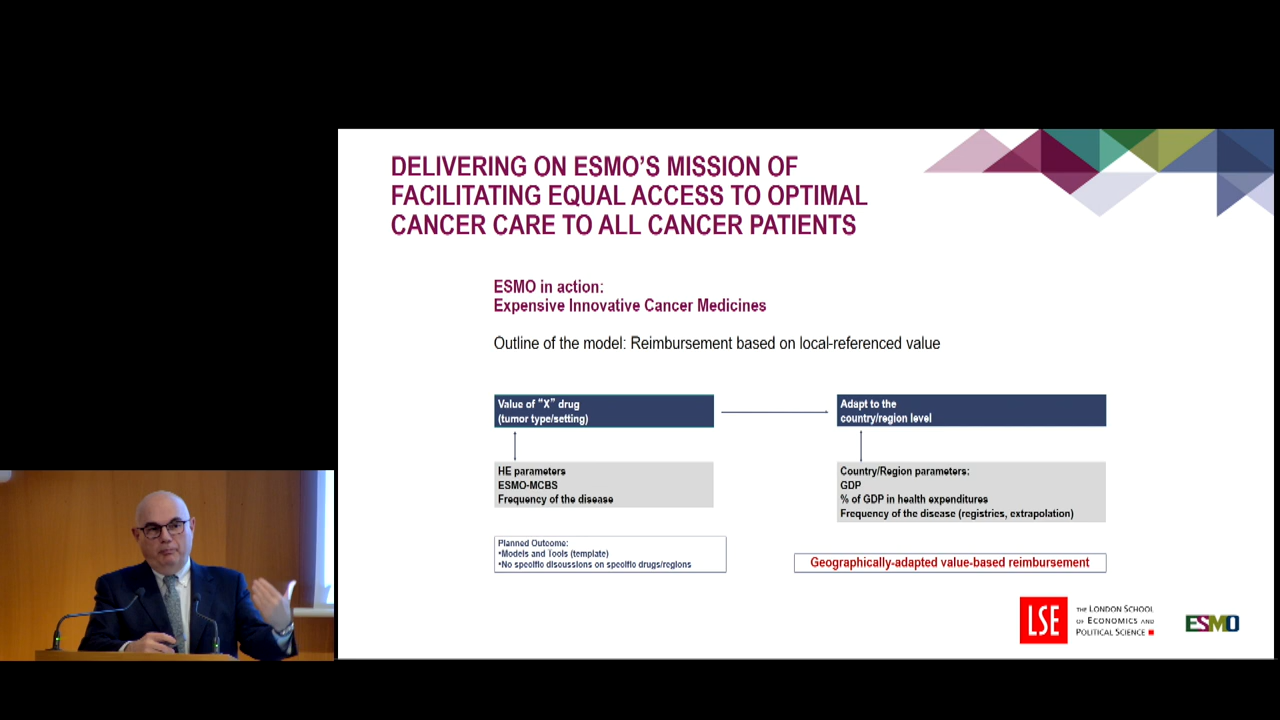 DELIVERING ON ESMO'S MISSION OF
FACILITATING EQUAL ACCESS TO OPTIMAL
CANCER CARE TO ALL CANCER PATIENTS
ESMO in action:
Expensive Innovative Cancer Medicines
Outline of the model: Reimbursement based on local-referenced value
Value of “X” drug
(tumor type/setting)
Adapt to the
country/region level
HE parameters
ESMO-MCBS
Frequency of the disease
Country/Region parameters:
GDP
% of GDP in health expenditures
Frequency of the disease (registries, extrapolation)
Planned Outcome:
•Models and Tools (template)
•No specific discussions on specific drugs/regions
Geographically-adapted value-based reimbursement
LSE
THE LONDON SCHOOL
OF ECONOMICS AND
POLITICAL SCIENCE
ESMO